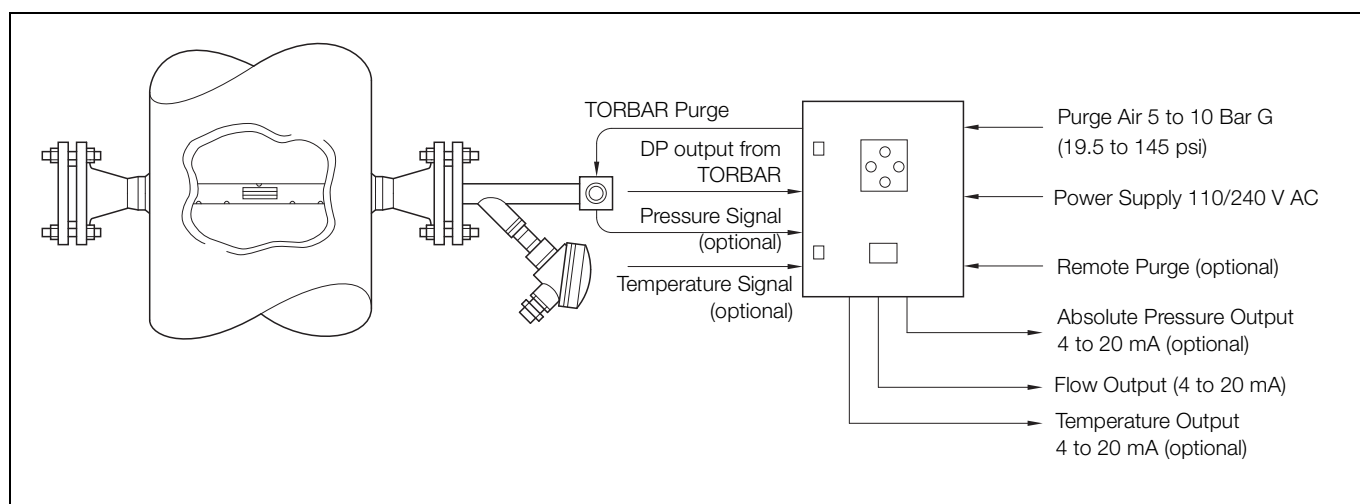 TORBAR Purge
DP output from
TORBAR
Pressure Signal
(optional)
Temperature Signal
(optional)
Purge Air 5 to 10 Bar G
(19.5 to 145 psi)
Power Supply 110/240 V AC
Remote Purge (optional)
Absolute Pressure Output
4 to 20 mA (optional)
Flow Output (4 to 20 mA)
Temperature Output
4 to 20 mA (optional)